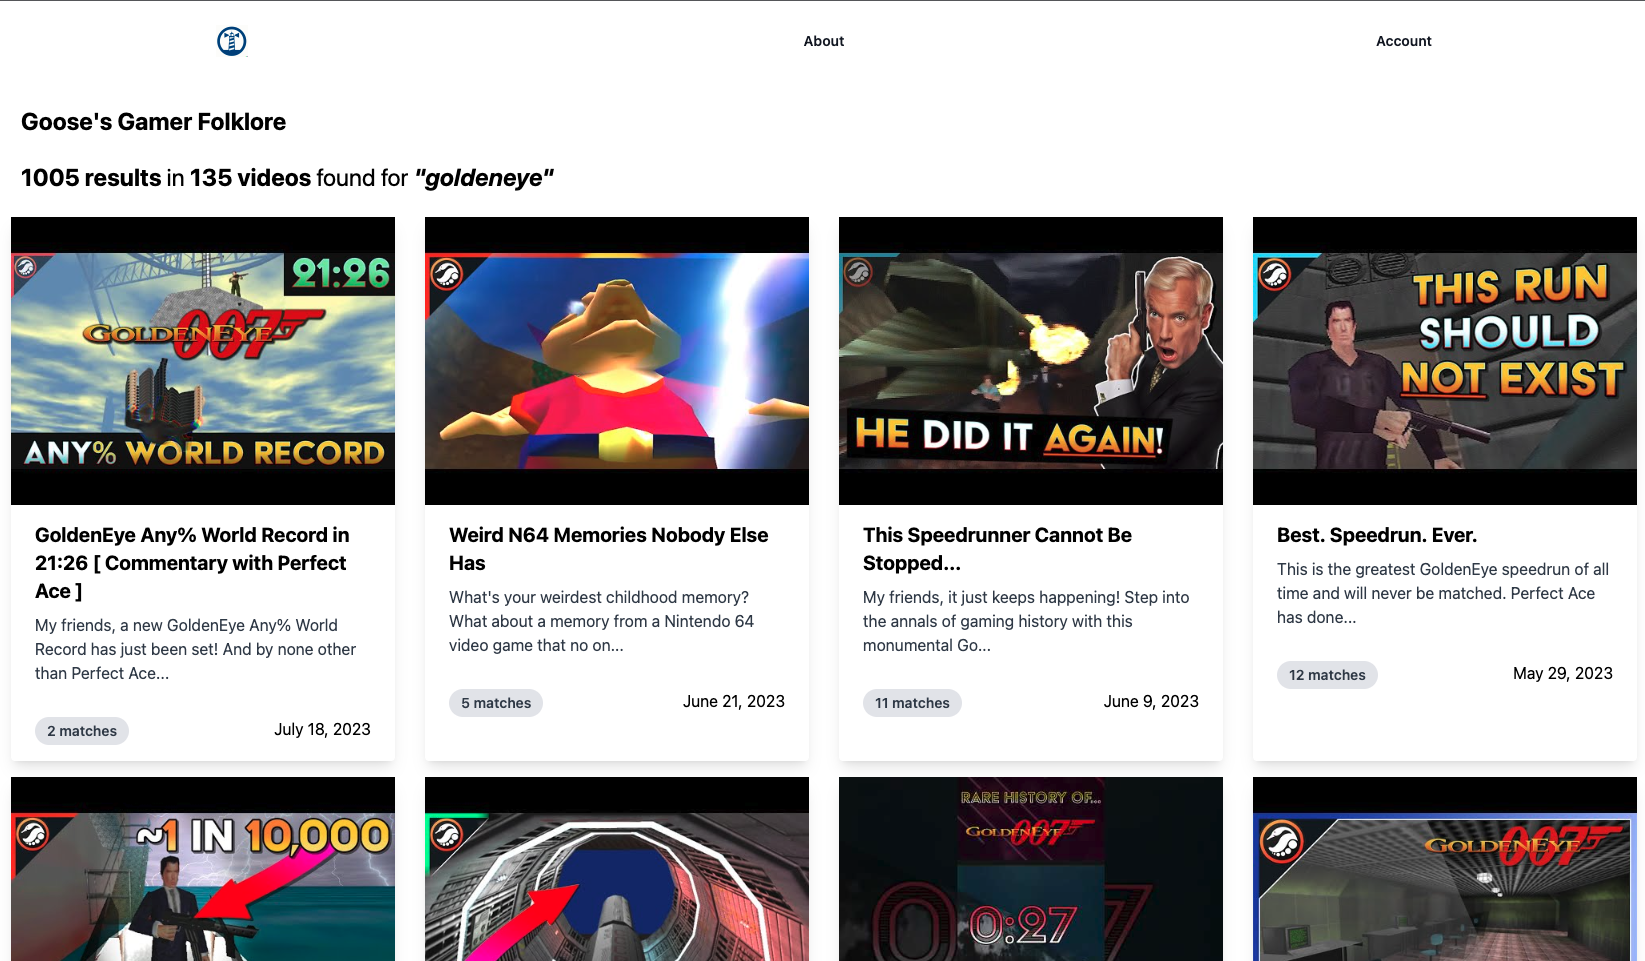 About
Account
Goose's Gamer Folklore
1005 results in 135 videos found for "goldeneye"
21:26
GOLDENEYE 007
ANY% WORLD RECORD
HE DID IT AGAIN!
THIS RUN
SHOULD
NOT EXIST
GoldenEye Any% World Record in
21:26 [ Commentary with Perfect
Ace ]
My friends, a new GoldenEye Any% World
Record has just been set! And by none other
than Perfect Ace...
2 matches
July 18, 2023
Weird N64 Memories Nobody Else
Has
What's your weirdest childhood memory?
What about a memory from a Nintendo 64
video game that no on...
5 matches
June 21, 2023
This Speedrunner Cannot Be
Stopped...
My friends, it just keeps happening! Step into
the annals of gaming history with this
monumental Go...
11 matches
June 9, 2023
Best. Speedrun. Ever.
This is the greatest GoldenEye speedrun of all
time and will never be matched. Perfect Ace
has done...
12 matches
May 29, 2023
~1 IN 10,000
RARE HISTORY OF...
GOLDENEYE 007
0:27
GOLDENEYE 007